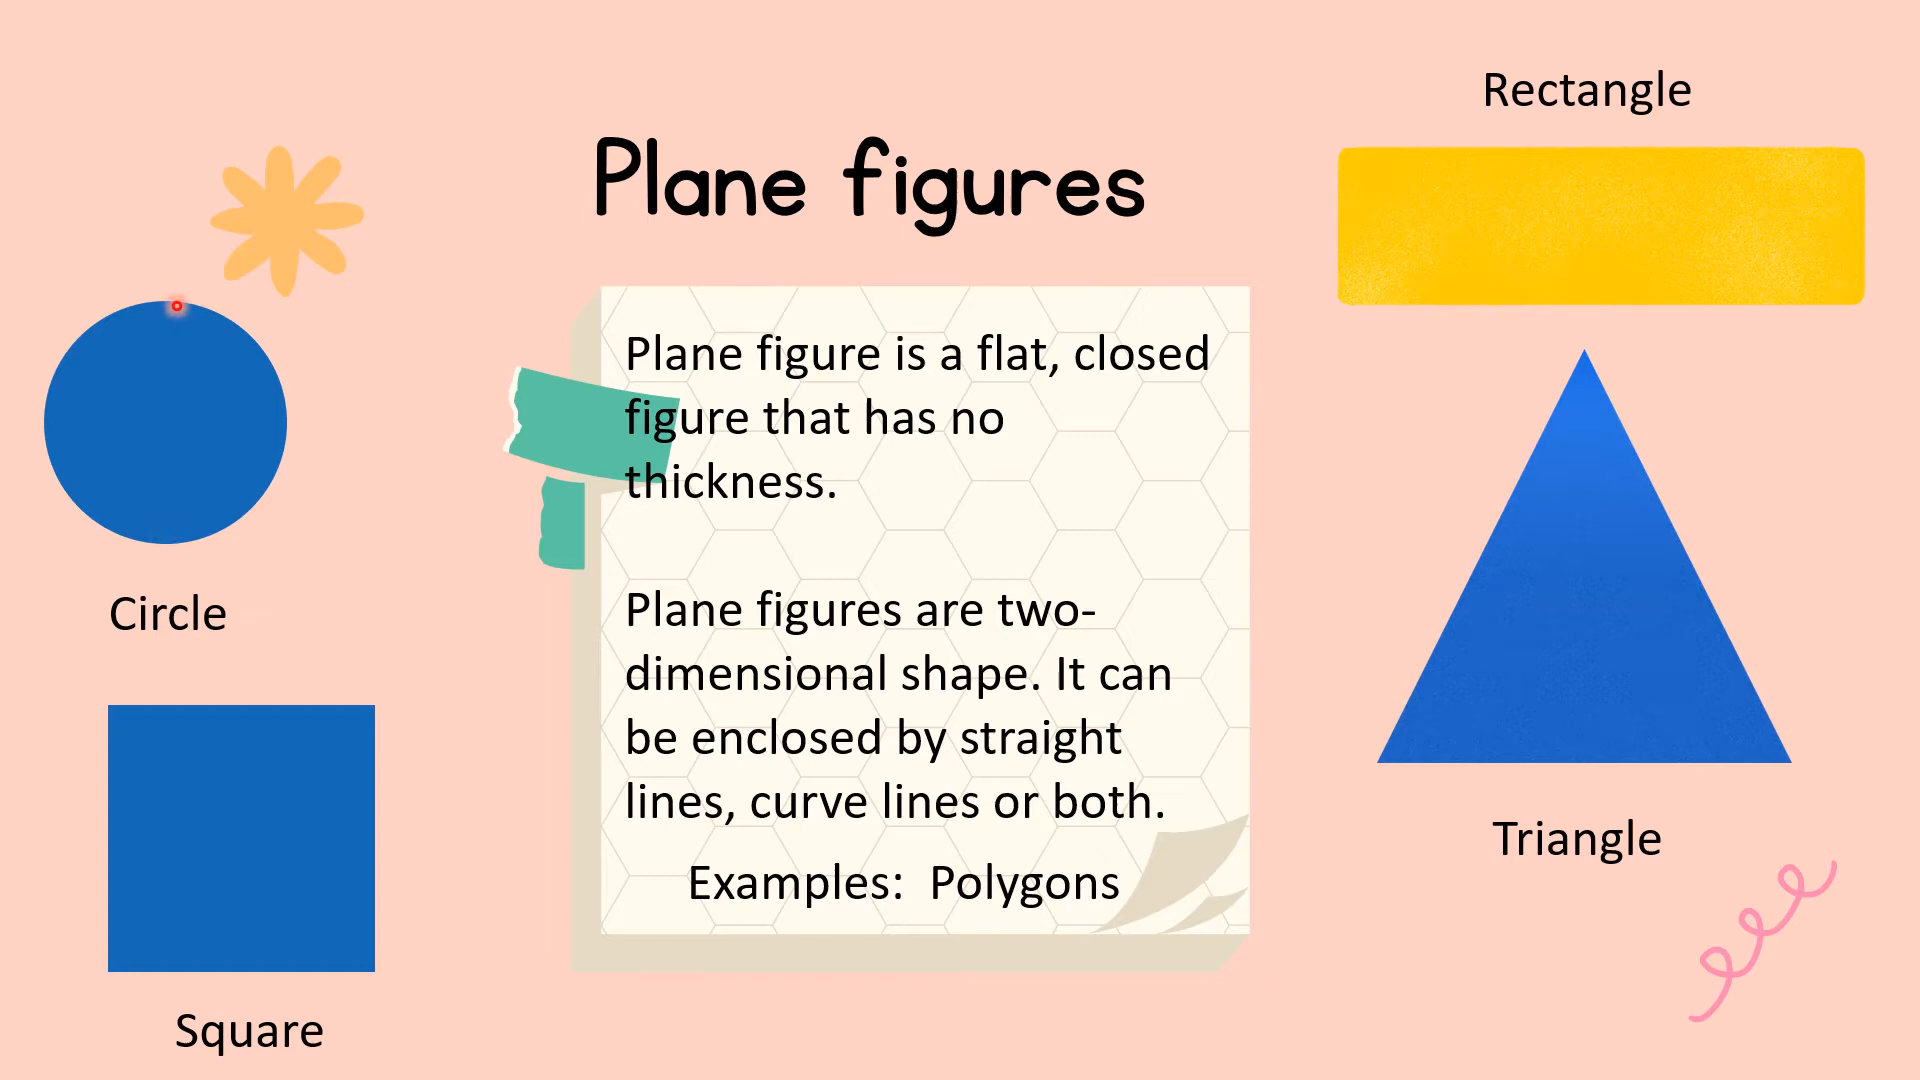 Plane figures
Rectangle
Plane figure is a flat, closed
figure that has no
thickness.
Plane figures are two-
dimensional shape. It can
be enclosed by straight
lines, curve lines or both.
Examples:  Polygons
Circle
Square
Triangle